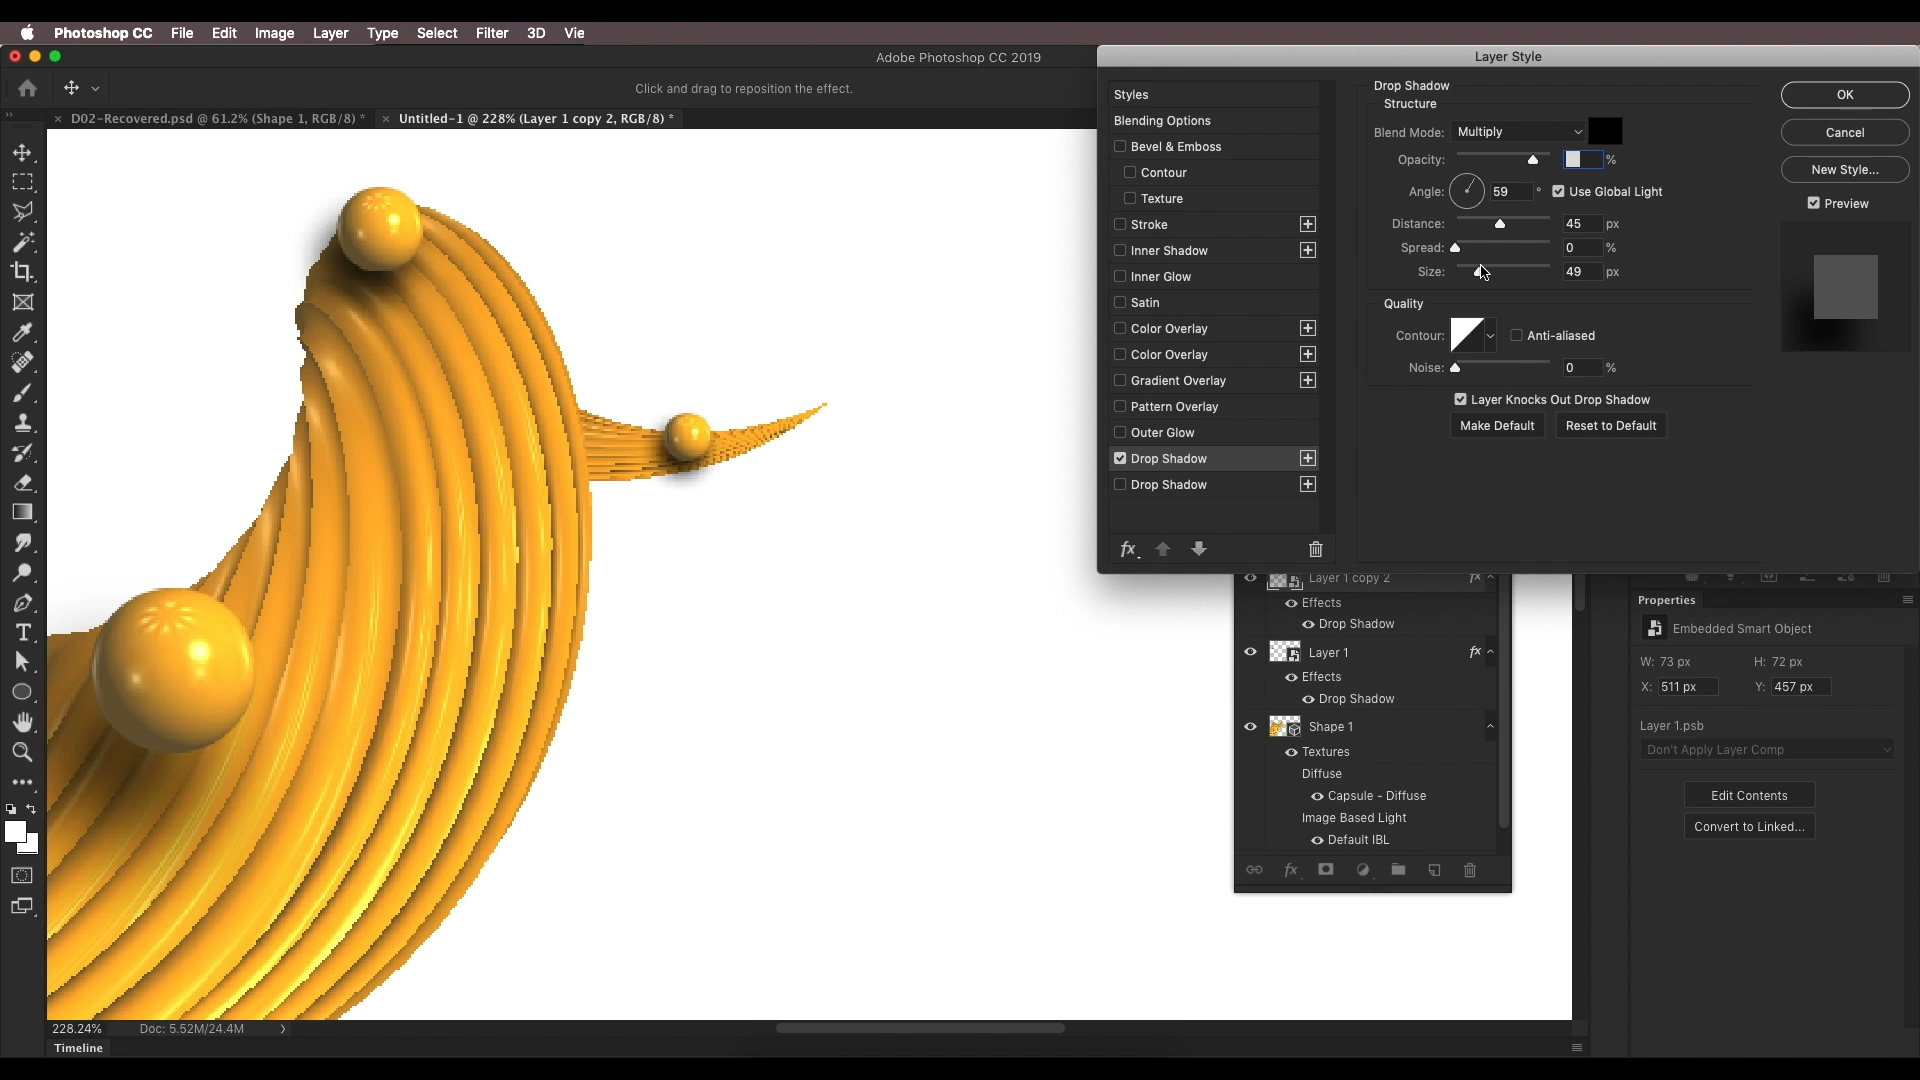 Photoshop CC File Edit Image Layer Type Select Filter 3D Vie
Adobe Photoshop CC 2019
Click and drag to reposition the effect.
D02-Recovered.psd @ 61.2% (Shape 1, RGB/8) *
Untitled-1 @ 228% (Layer 1 copy 2, RGB/8) *
Layer Style
Styles
Blending Options
Bevel & Emboss
Contour
Texture
Stroke
Inner Shadow
Inner Glow
Satin
Color Overlay
Color Overlay
Gradient Overlay
Pattern Overlay
Outer Glow
Drop Shadow
Drop Shadow
fx
Drop Shadow
Structure
Blend Mode: Multiply
Opacity: %
Angle: 59 ° Use Global Light
Distance: 45 px
Spread: 0 %
Size: 49 px
Quality
Contour: Anti-aliased
Noise: 0 %
Layer Knocks Out Drop Shadow
Make Default Reset to Default
OK
Cancel
New Style...
Preview
Layer 1 copy 2 fx
Effects
Drop Shadow
Layer 1 fx
Effects
Drop Shadow
Shape 1
Textures
Diffuse
Capsule - Diffuse
Image Based Light
Default IBL
fx
Properties
Embedded Smart Object
W: 73 px H: 72 px
X: 511 px Y: 457 px
Layer 1.psb
Don't Apply Layer Comp
Edit Contents
Convert to Linked...
228.24% Doc: 5.52M/24.4M
Timeline